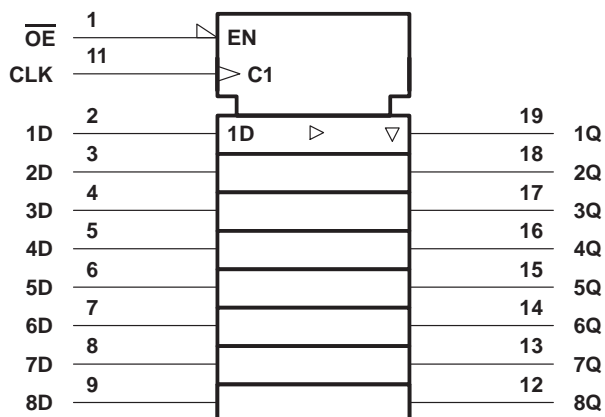 O̅E̅ 1 EN
CLK 11 C1
1D 2 1D 19 1Q
2D 3 18 2Q
3D 4 17 3Q
4D 5 16 4Q
5D 6 15 5Q
6D 7 14 6Q
7D 8 13 7Q
8D 9 12 8Q